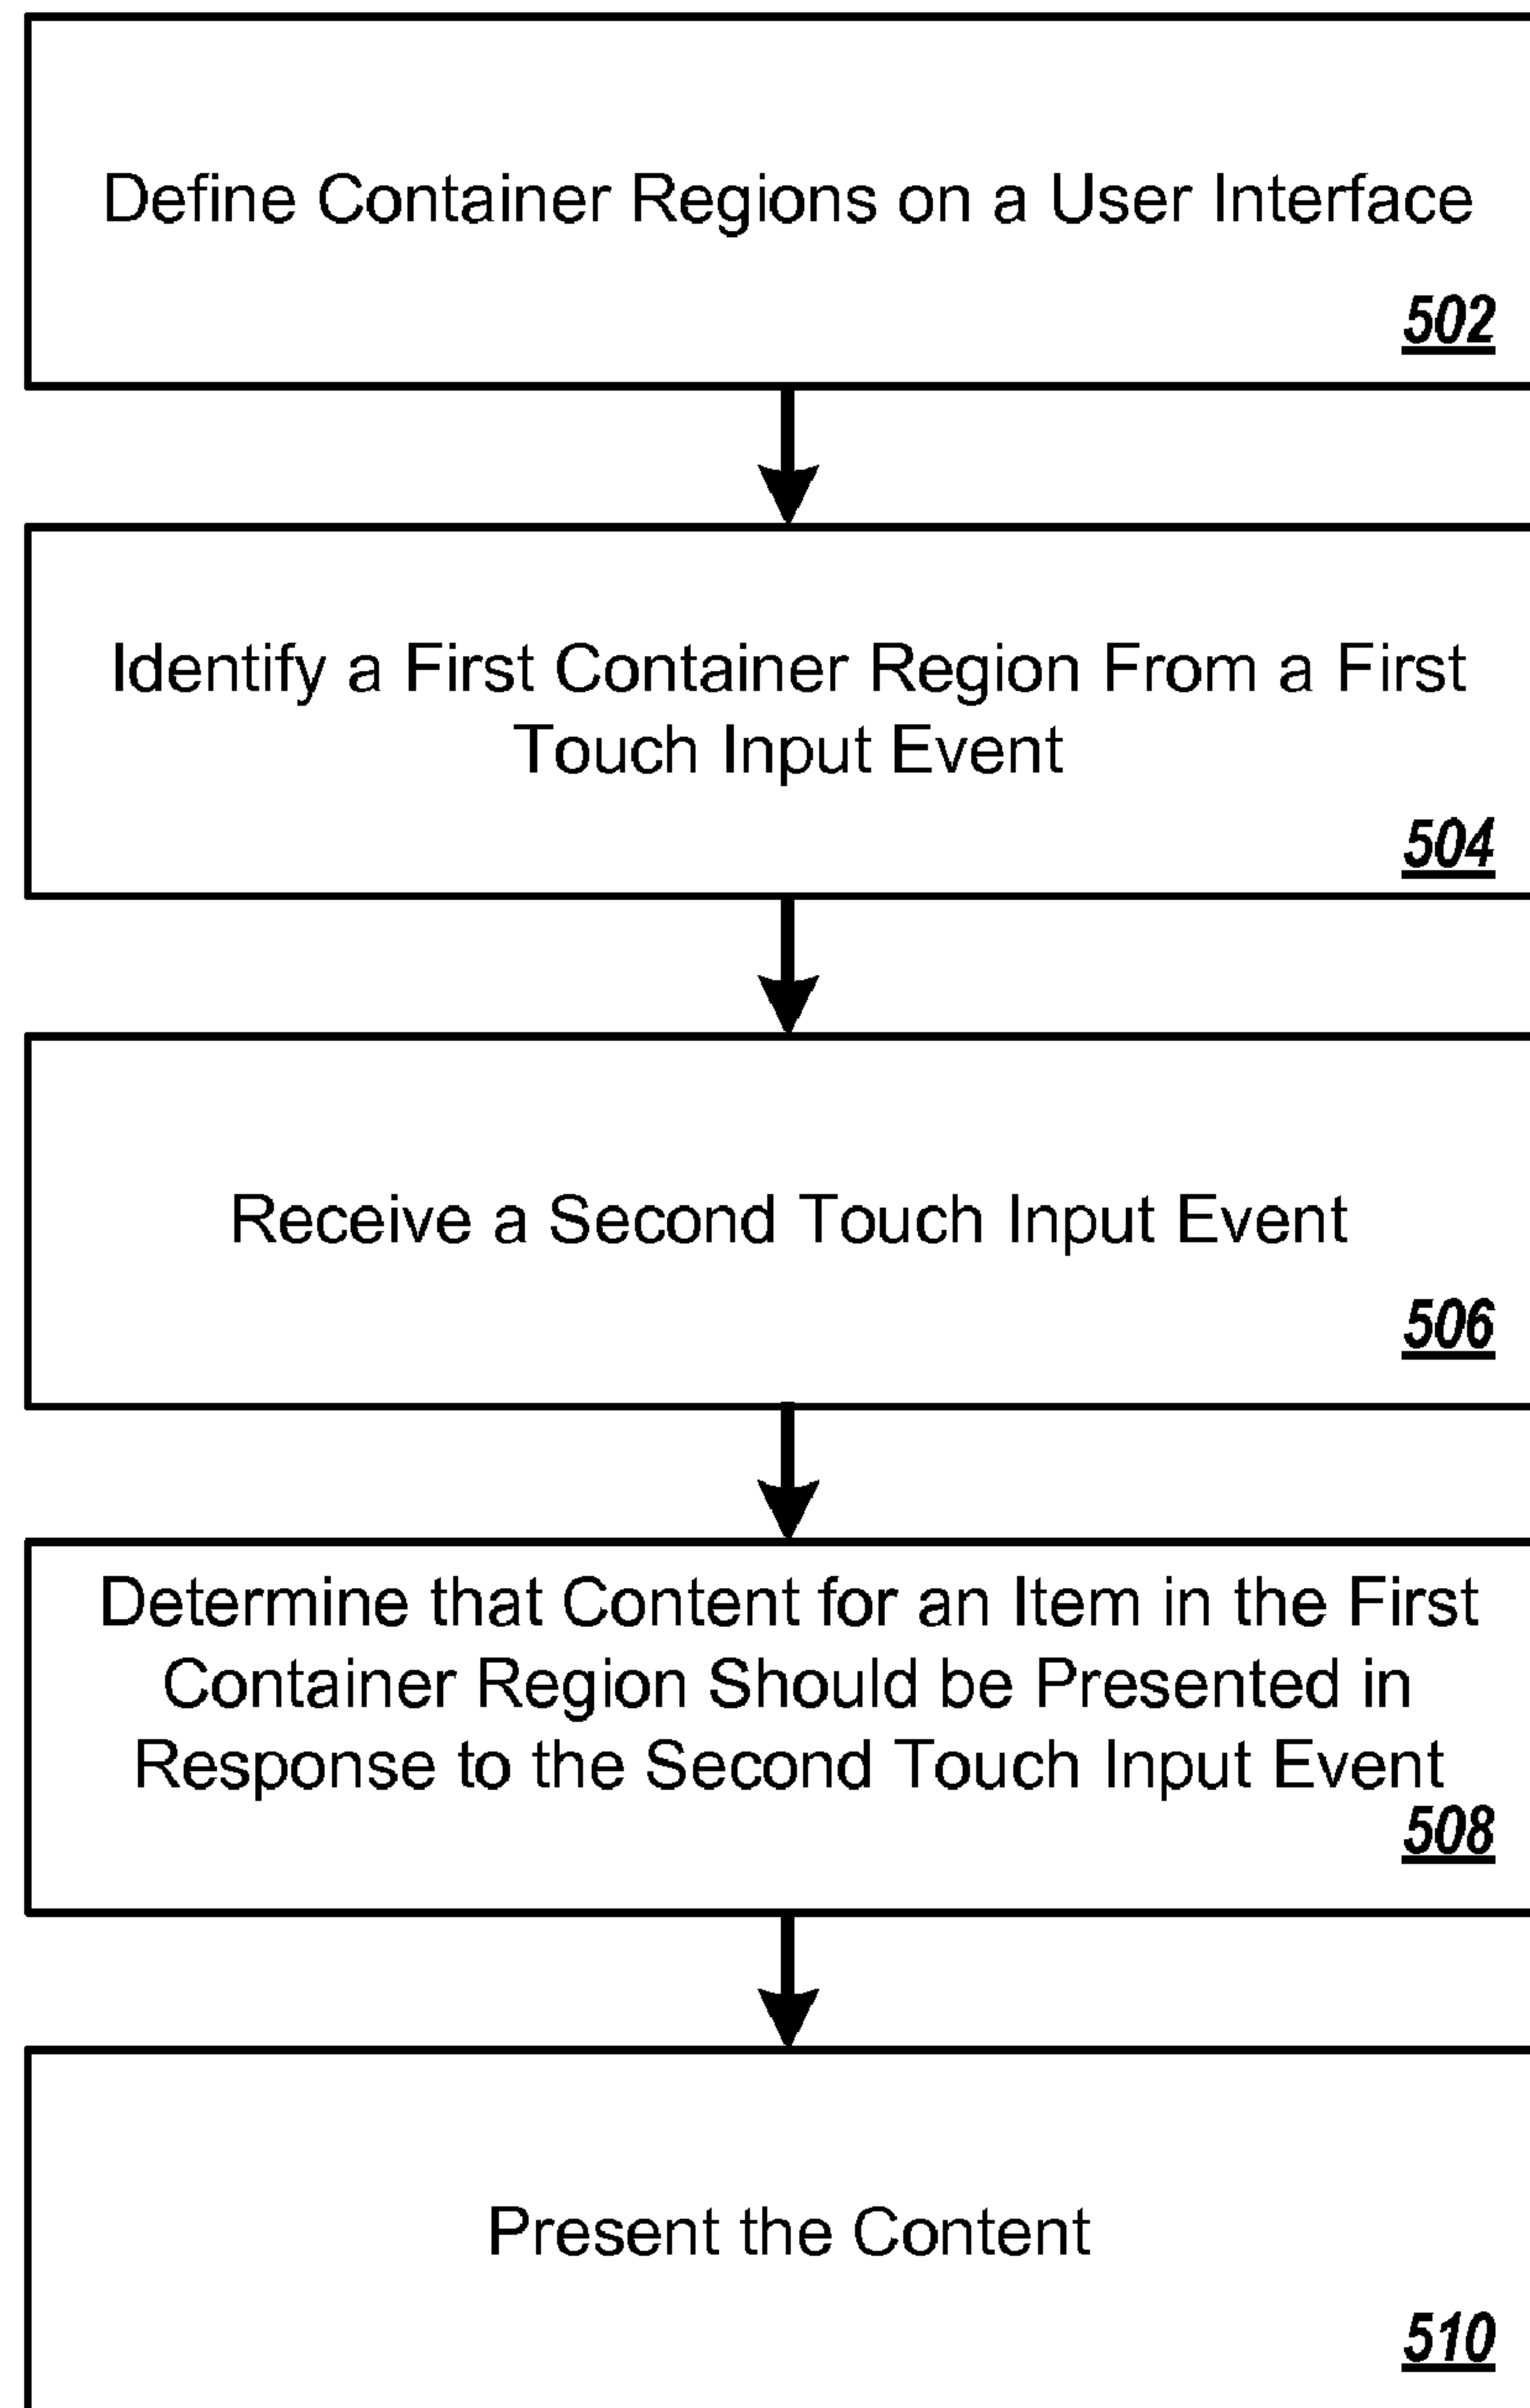 Define Container Regions on a User Interface
502
Identify a First Container Region From a First
Touch Input Event
504
Receive a Second Touch Input Event
506
Determine that Content for an Item in the First
Container Region Should be Presented in
Response to the Second Touch Input Event
508
Present the Content
510